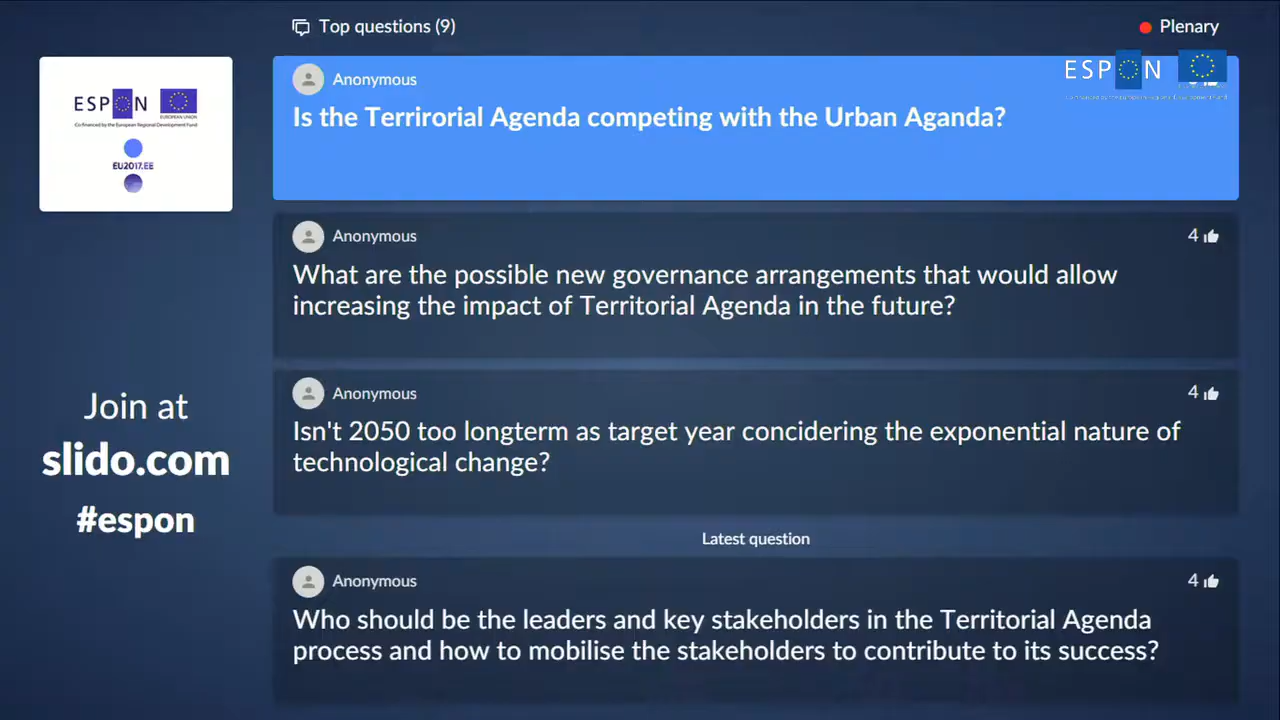 Top questions (9)
Plenary
ESPON
EUROPEAN UNION
Co-financed by the European Regional Development Fund
EU2017.EE
Join at
slido.com
#espon
Anonymous
ESPON
Is the Terrirorial Agenda competing with the Urban Aganda?
Anonymous
4
What are the possible new governance arrangements that would allow
increasing the impact of Territorial Agenda in the future?
Anonymous
4
Isn't 2050 too longterm as target year concidering the exponential nature of
technological change?
Latest question
Anonymous
4
Who should be the leaders and key stakeholders in the Territorial Agenda
process and how to mobilise the stakeholders to contribute to its success?